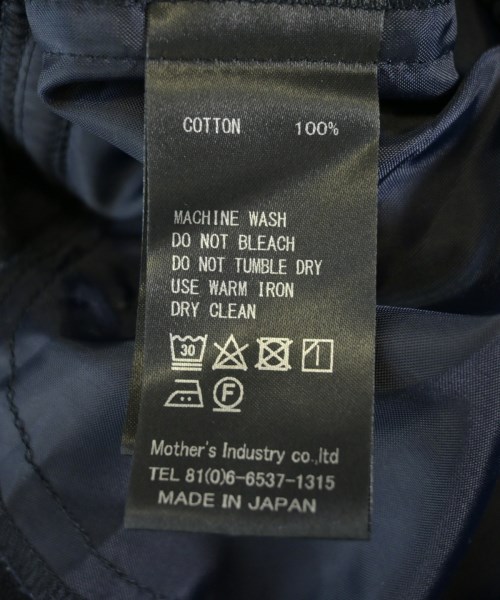 COTTON 100%
MACHINE WASH
DO NOT BLEACH
DO NOT TUMBLE DRY
USE WARM IRON
DRY CLEAN
30
F
Mother's Industry co.,ltd
TEL 81(0)6-6537-1315
MADE IN JAPAN